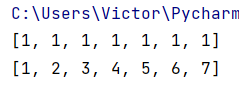 C:\Users\Victor\Pycharm
[1, 1, 1, 1, 1, 1, 1]
[1, 2, 3, 4, 5, 6, 7]